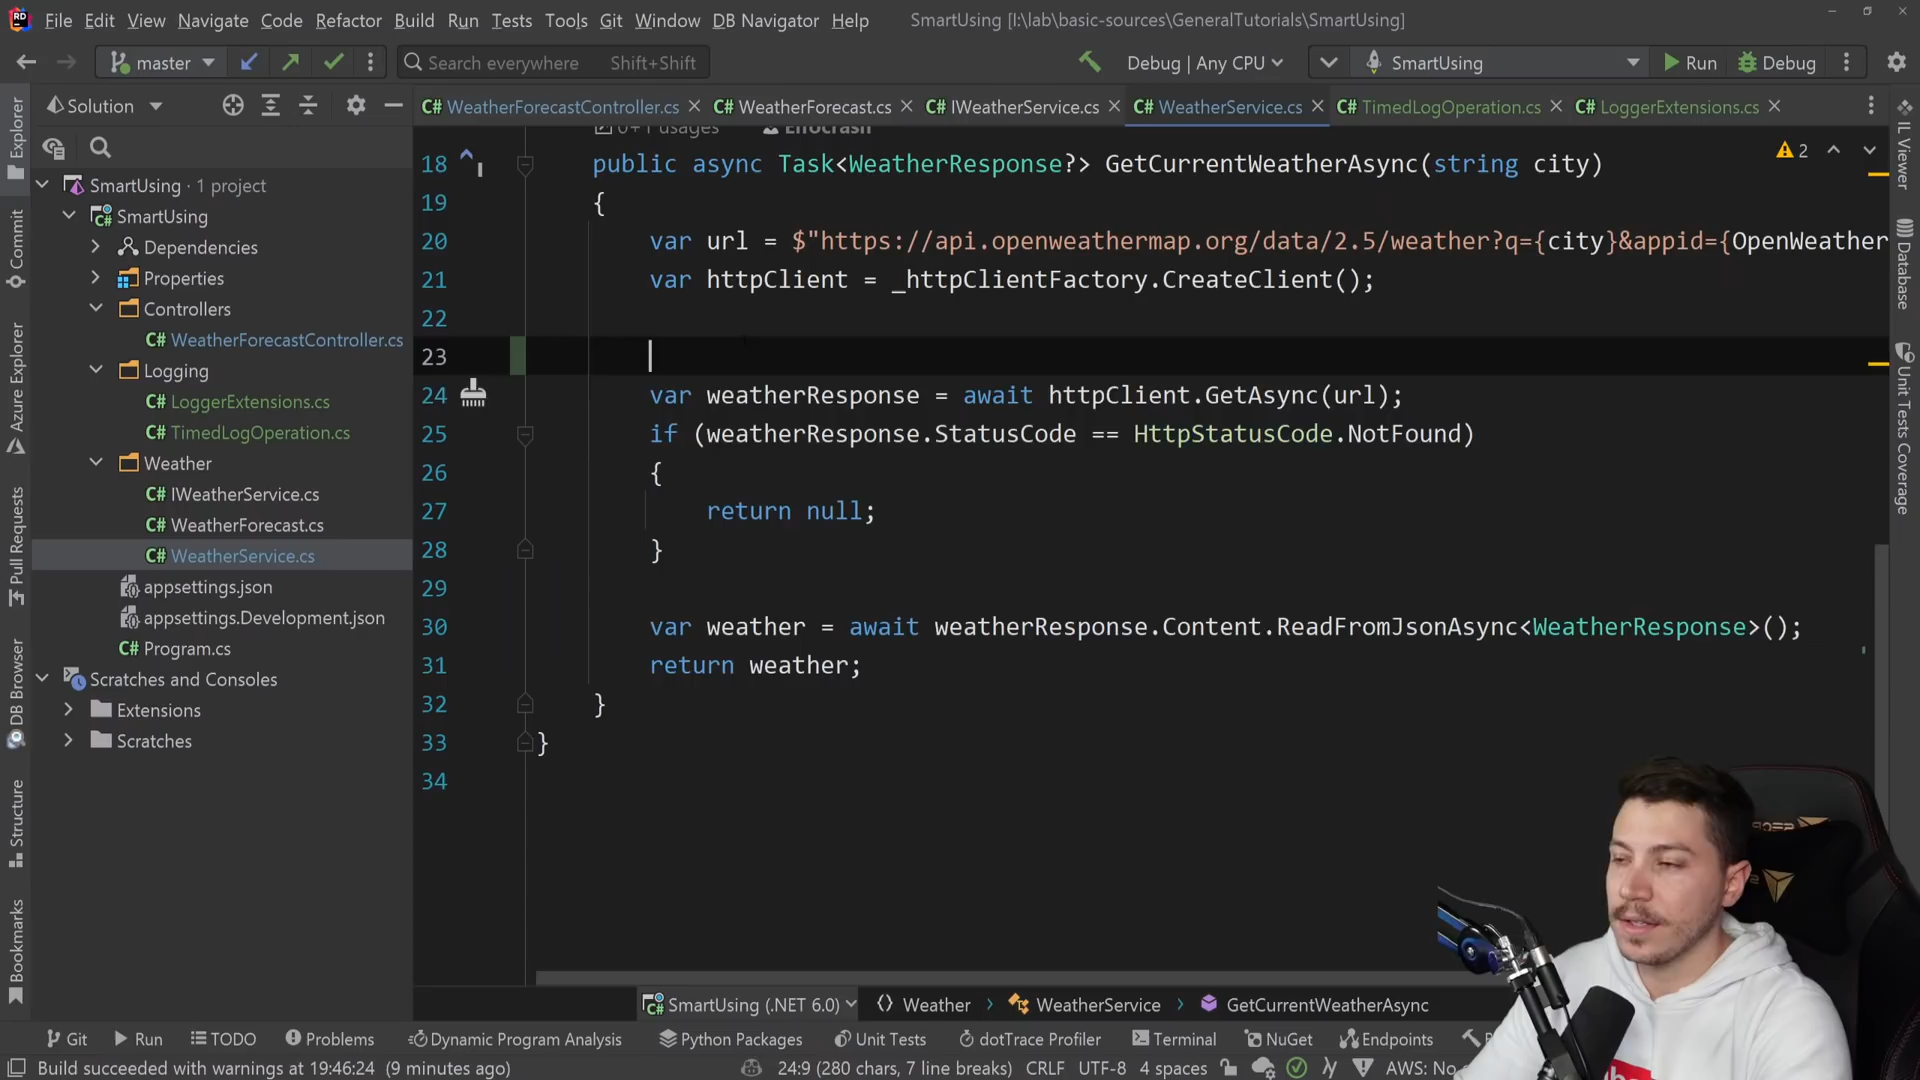 File Edit View Navigate Code Refactor Build Run Tests Tools Git Window DB Navigator Help SmartUsing [I:\lab\basic-sources\GeneralTutorials\SmartUsing]
master Search everywhere Shift+Shift Debug | Any CPU SmartUsing Run Debug
Solution
WeatherForecastController.cs WeatherForecast.cs IWeatherService.cs WeatherService.cs TimedLogOperation.cs LoggerExtensions.cs
SmartUsing · 1 project
SmartUsing
Dependencies
Properties
Controllers
C# WeatherForecastController.cs
Logging
C# LoggerExtensions.cs
C# TimedLogOperation.cs
Weather
C# IWeatherService.cs
C# WeatherForecast.cs
C# WeatherService.cs
appsettings.json
appsettings.Development.json
C# Program.cs
Scratches and Consoles
Extensions
Scratches
Explorer
Commit
Azure Explorer
Pull Requests
DB Browser
Structure
Bookmarks
0+1 usages Elfocrash
18 public async Task<WeatherResponse?> GetCurrentWeatherAsync(string city)
19 {
20 var url = $"https://api.openweathermap.org/data/2.5/weather?q={city}&appid={OpenWeather
21 var httpClient = _httpClientFactory.CreateClient();
22
23
24 var weatherResponse = await httpClient.GetAsync(url);
25 if (weatherResponse.StatusCode == HttpStatusCode.NotFound)
26 {
27 return null;
28 }
29
30 var weather = await weatherResponse.Content.ReadFromJsonAsync<WeatherResponse>();
31 return weather;
32 }
33 }
34
2
IL Viewer
Database
Unit Tests Coverage
SmartUsing (.NET 6.0) Weather WeatherService GetCurrentWeatherAsync
Git Run TODO Problems Dynamic Program Analysis Python Packages Unit Tests dotTrace Profiler Terminal NuGet Endpoints
Build succeeded with warnings at 19:46:24 (9 minutes ago) 24:9 (280 chars, 7 line breaks) CRLF UTF-8 4 spaces AWS: No